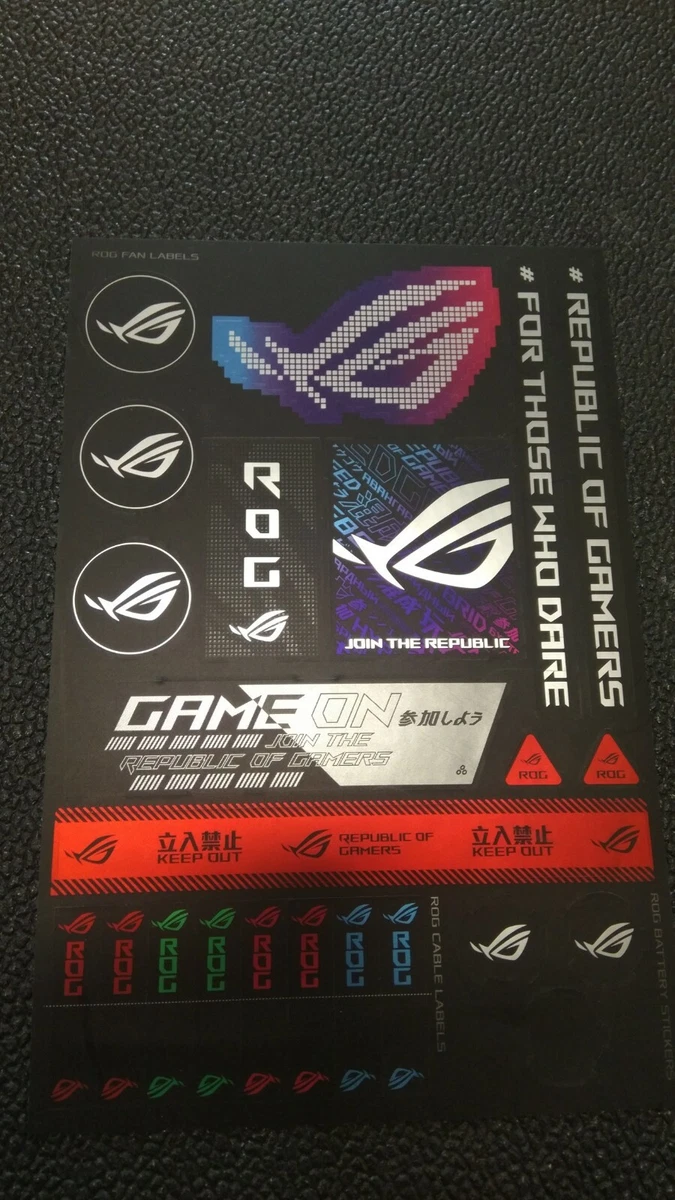 ROG FAN LABELS
# REPUBLIC OF GAMERS
# FOR THOSE WHO DARE
ROG
JOIN THE REPUBLIC
GAME ON 参加しよう
JOIN THE
REPUBLIC OF GAMERS
ROG
ROG
立入禁止
KEEP OUT
REPUBLIC OF
GAMERS
立入禁止
KEEP OUT
ROG
ROG
ROG
ROG
ROG
ROG
ROG
ROG
ROG CABLE LABELS
ROG BATTERY STICKERS